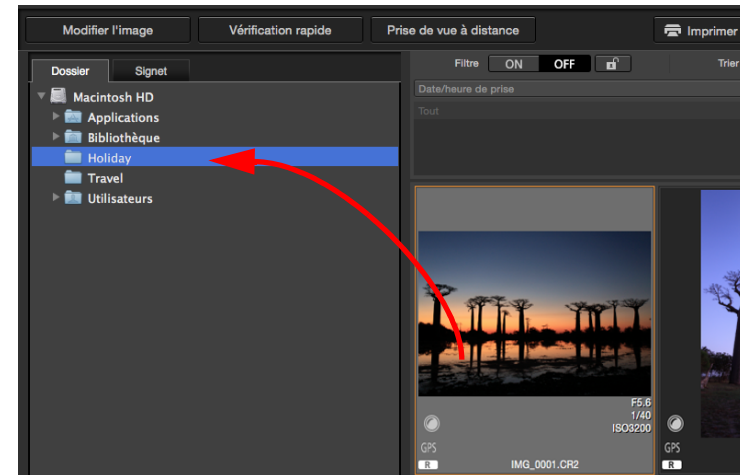 Modifier l'image
Vérification rapide
Prise de vue à distance
Imprimer
Dossier
Signet
Filtre
ON
OFF
Trier
Date/heure de prise
Tout
Macintosh HD
Applications
Bibliothèque
Holiday
Travel
Utilisateurs
F5.6
1/40
ISO3200
GPS
R
IMG_0001.CR2
GPS
R